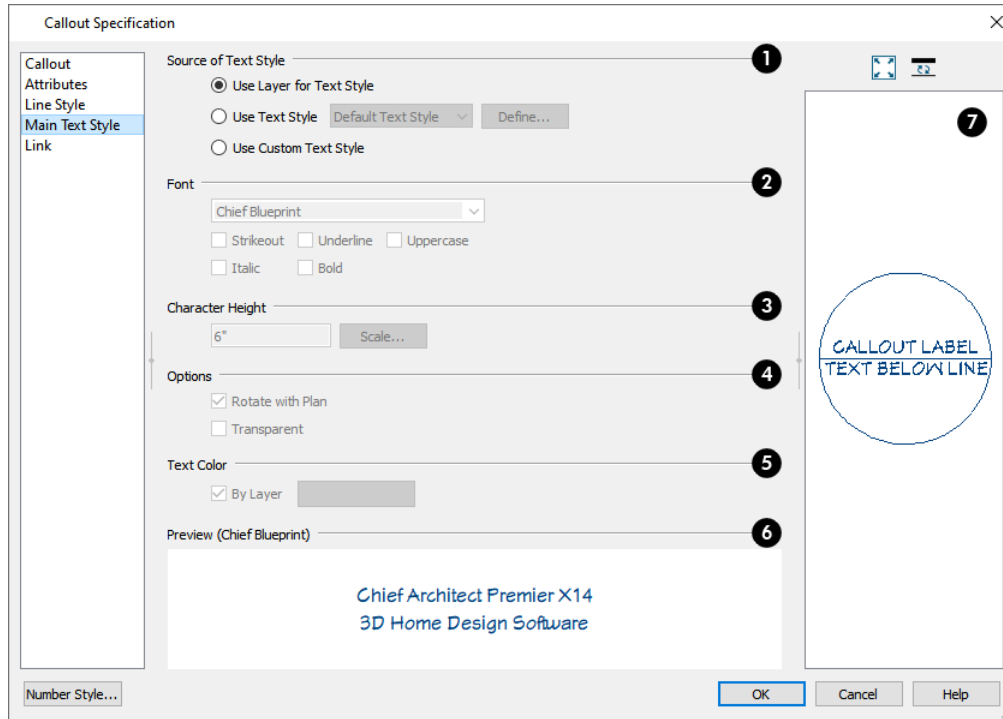 Callout Specification
Callout
Attributes
Line Style
Main Text Style
Link
Source of Text Style 1
Use Layer for Text Style
Use Text Style Default Text Style Define...
Use Custom Text Style
Font 2
Chief Blueprint
Strikeout Underline Uppercase
Italic Bold
Character Height 3
6" Scale...
Options 4
Rotate with Plan
Transparent
Text Color 5
By Layer
Preview (Chief Blueprint) 6
Chief Architect Premier X14
3D Home Design Software
7
CALLOUT LABEL
TEXT BELOW LINE
Number Style... OK Cancel Help